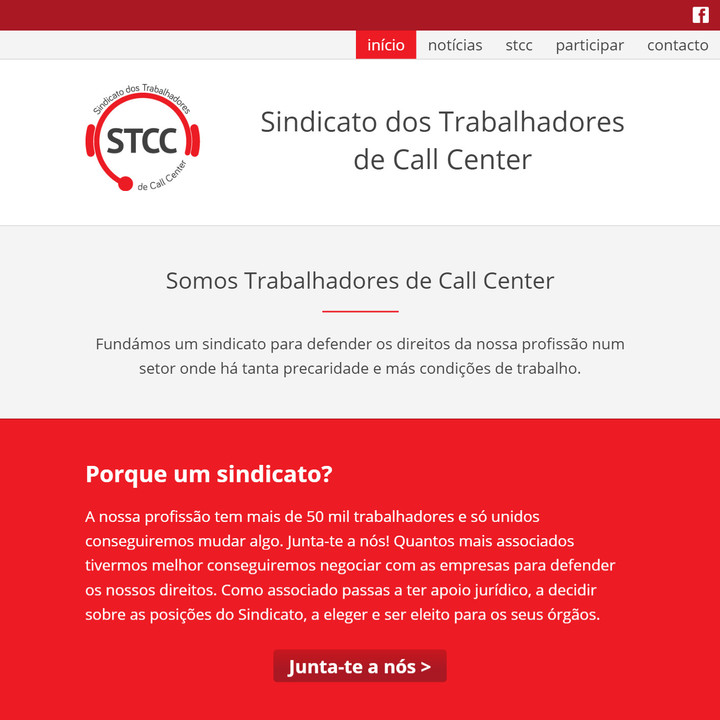 início notícias stcc participar contacto
Sindicato dos Trabalhadores
STCC
de Call Center
Sindicato dos Trabalhadores
de Call Center
Somos Trabalhadores de Call Center
Fundámos um sindicato para defender os direitos da nossa profissão num
setor onde há tanta precaridade e más condições de trabalho.
Porque um sindicato?
A nossa profissão tem mais de 50 mil trabalhadores e só unidos
conseguiremos mudar algo. Junta-te a nós! Quantos mais associados
tivermos melhor conseguiremos negociar com as empresas para defender
os nossos direitos. Como associado passas a ter apoio jurídico, a decidir
sobre as posições do Sindicato, a eleger e ser eleito para os seus órgãos.
Junta-te a nós >